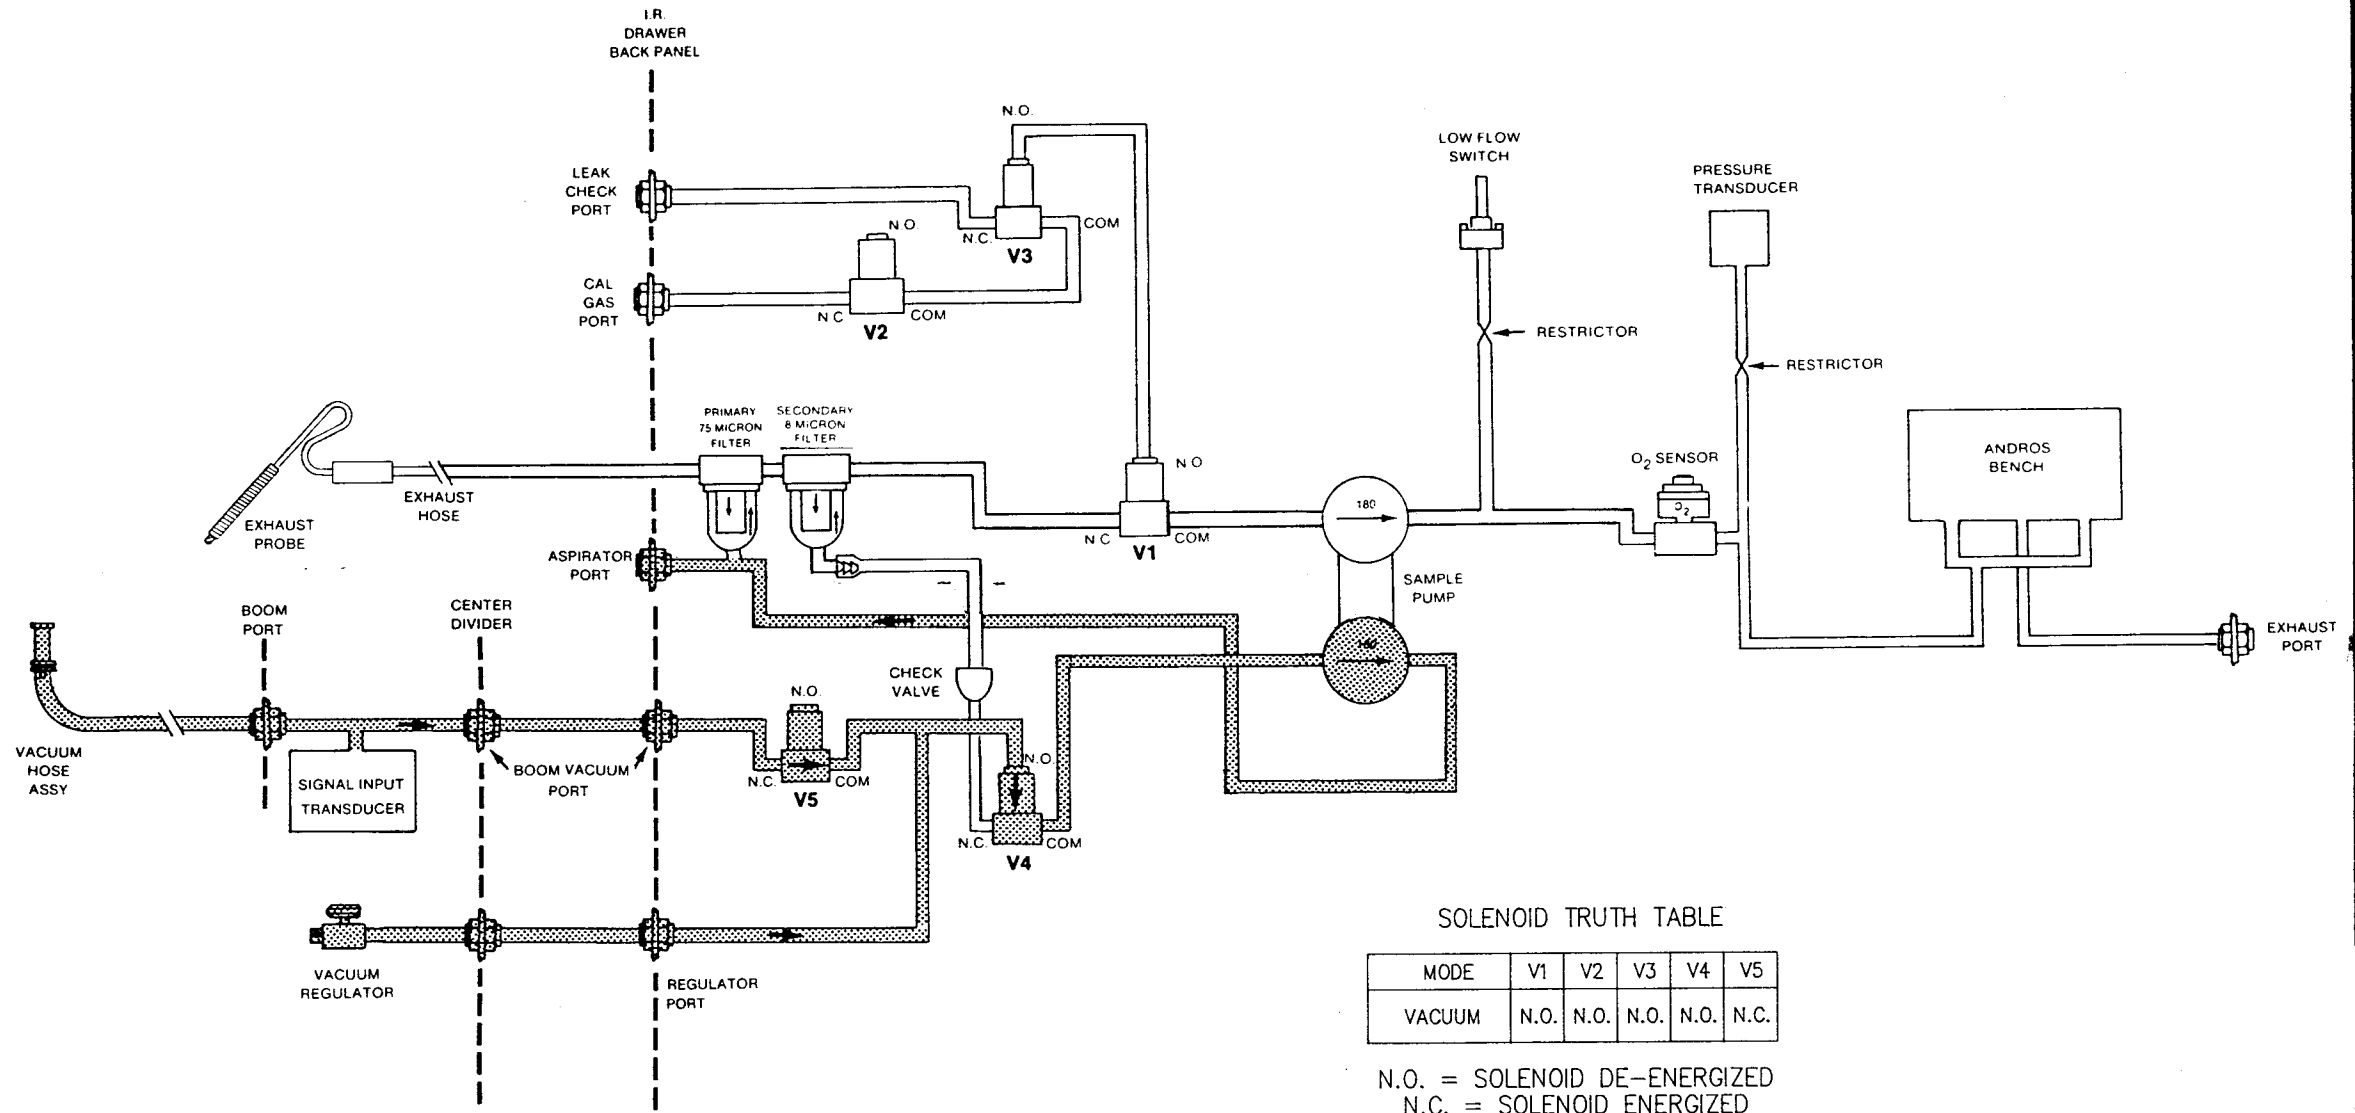 I.R.
DRAWER
BACK PANEL
N.O.
LEAK
CHECK
PORT
N.C.
COM
V3
N O
CAL
GAS
PORT
N C
COM
V2
LOW FLOW
SWITCH
PRESSURE
TRANSDUCER
RESTRICTOR
RESTRICTOR
PRIMARY
75 MICRON
FILTER
SECONDARY
8 MICRON
FILTER
EXHAUST
HOSE
EXHAUST
PROBE
N O
N C
COM
V1
180
O2 SENSOR
O2
ANDROS
BENCH
ASPIRATOR
PORT
SAMPLE
PUMP
180
EXHAUST
PORT
BOOM
PORT
CENTER
DIVIDER
CHECK
VALVE
VACUUM
HOSE
ASSY
SIGNAL INPUT
TRANSDUCER
BOOM VACUUM
PORT
N.O.
N.C.
COM
V5
N.O.
N.C.
COM
V4
VACUUM
REGULATOR
REGULATOR
PORT
SOLENOID TRUTH TABLE
MODE V1 V2 V3 V4 V5
VACUUM N.O. N.O. N.O. N.O. N.C.
N.O. = SOLENOID DE-ENERGIZED
N.C. = SOLENOID ENERGIZED